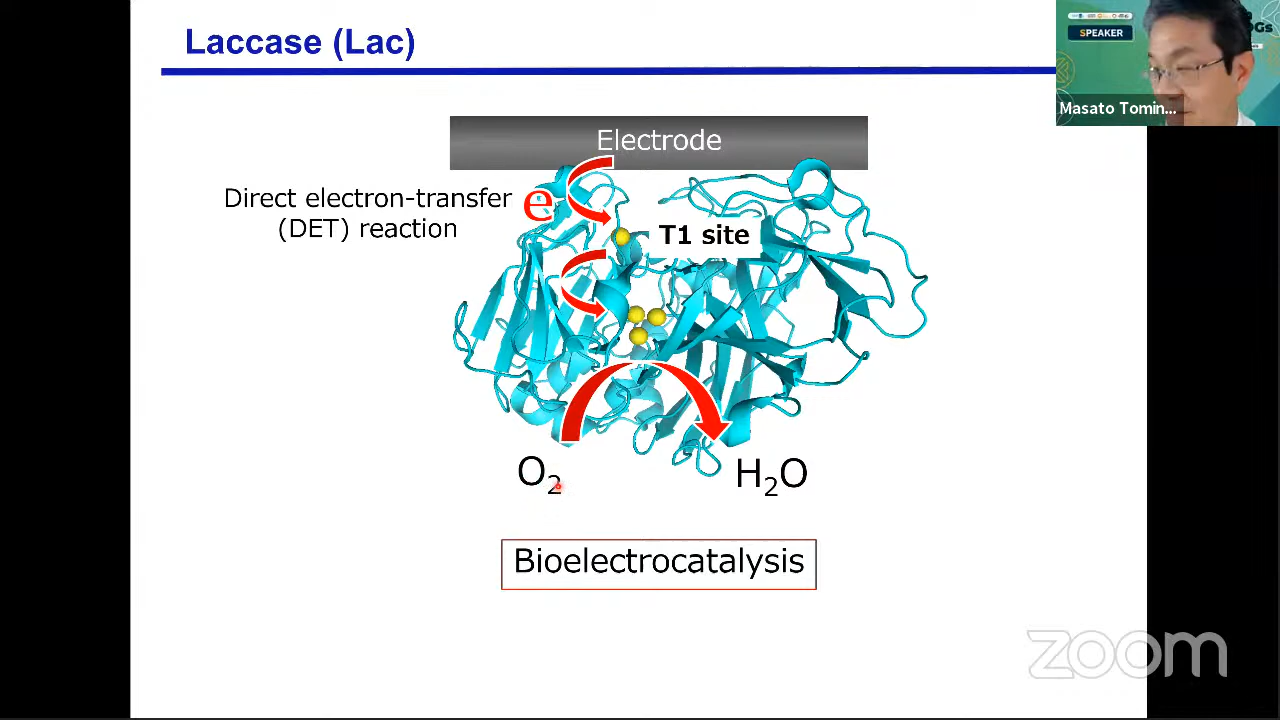 Laccase (Lac)
SPEAKER
Masato Tomin...
Electrode
Direct electron-transfer
(DET) reaction
e
T1 site
O₂
H₂O
Bioelectrocatalysis
zoom